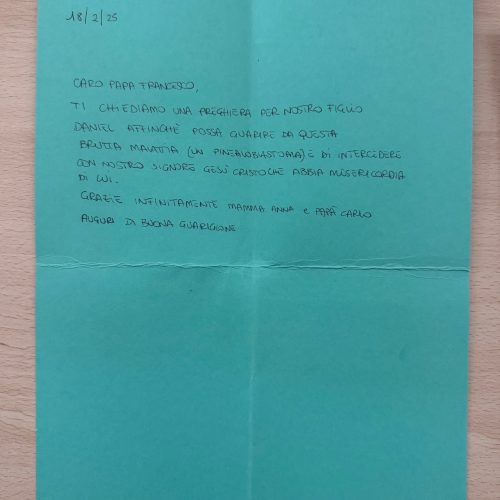 18/2/25
CARO PAPA FRANCESCO,
TI CHIEDIAMO UNA PREGHIERA PER NOSTRO FIGLIO
DANIEL AFFINCHÈ POSSA GUARIRE DA QUESTA
BRUTTA MALATTIA (UN PINEALOBLASTOMA) E DI INTERCEDERE
CON NOSTRO SIGNORE GESÙ CRISTO CHE ABBIA MISERICORDIA
DI LUI.
GRAZIE INFINITAMENTE MAMMA ANNA e PAPÀ CARLO
AUGURI DI BUONA GUARIGIONE